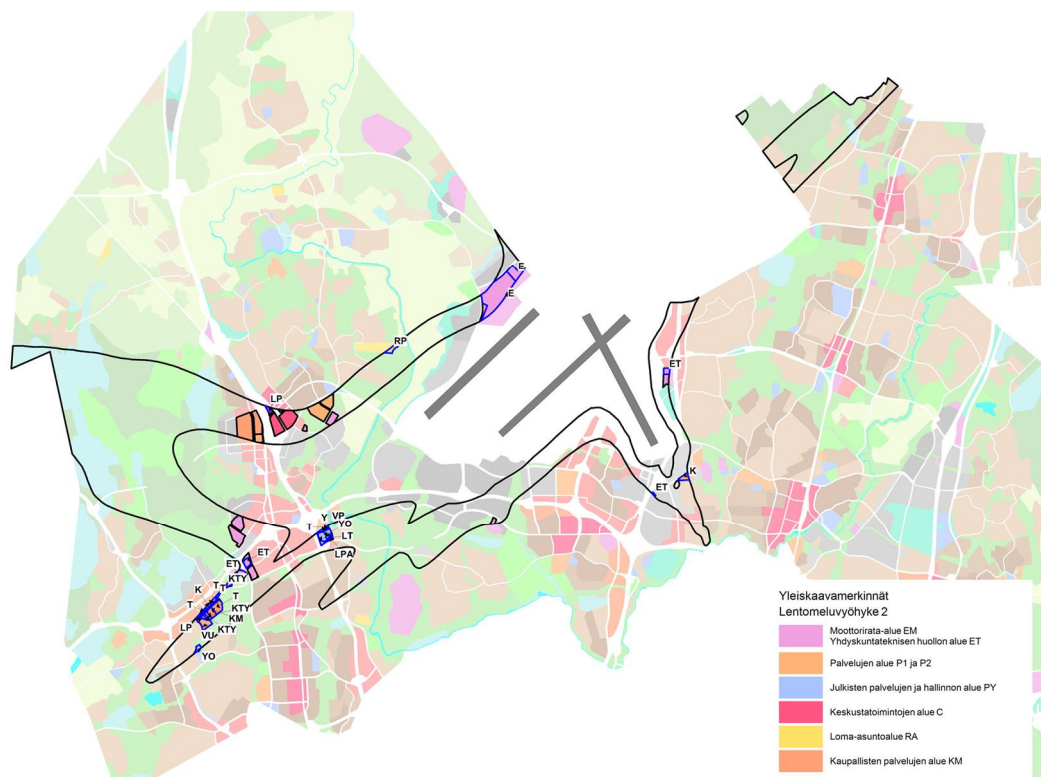 E
E
RP
ET
LP
K
ET
Y
VP
YO
T
LT
LPA
ET
ET
KTY
K
T
T
T
T
KTY
KM
LP
KTY
VU
YO
Yleiskaavamerkinnät
Lentomeluvyöhyke 2
Moottorirata-alue EM
Yhdyskuntateknisen huollon alue ET
Palvelujen alue P1 ja P2
Julkisten palvelujen ja hallinnon alue PY
Keskustatoimintojen alue C
Loma-asuntoalue RA
Kaupallisten palvelujen alue KM